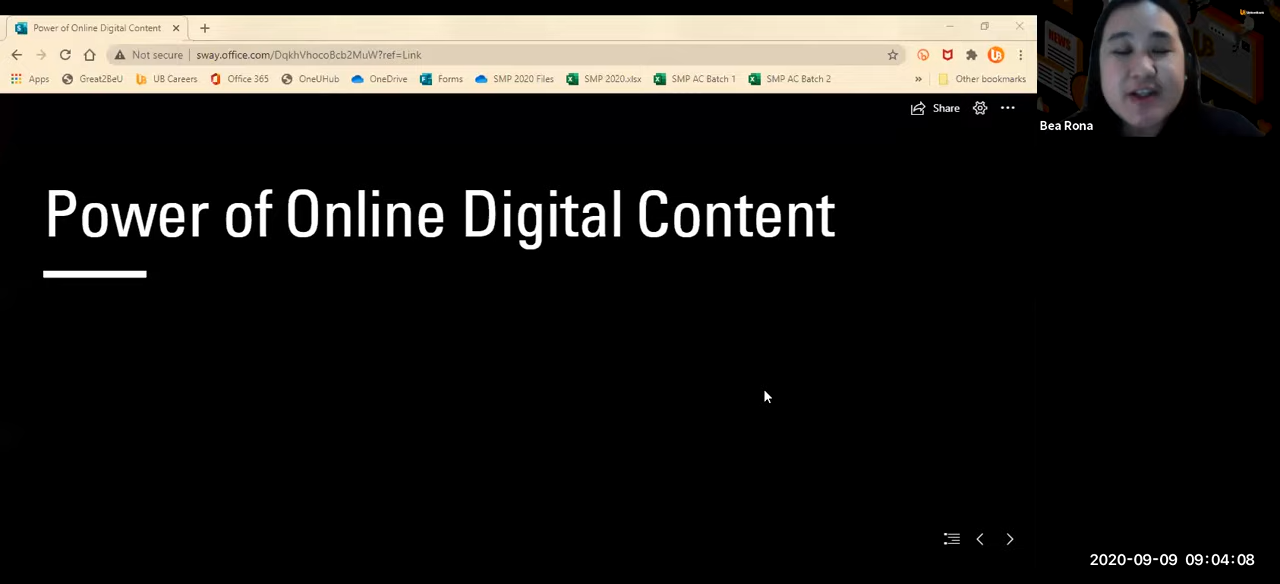 Power of Online Digital Content
Not secure | sway.office.com/DqkhVhocoBcb2MuW?ref=Link
Apps Great2BeU UB Careers Office 365 OneUHub OneDrive Forms SMP 2020 Files SMP 2020.xlsx SMP AC Batch 1 SMP AC Batch 2 » Other bookmarks
Share
Power of Online Digital Content
NEWS
UB
Bea Rona
2020-09-09 09:04:08